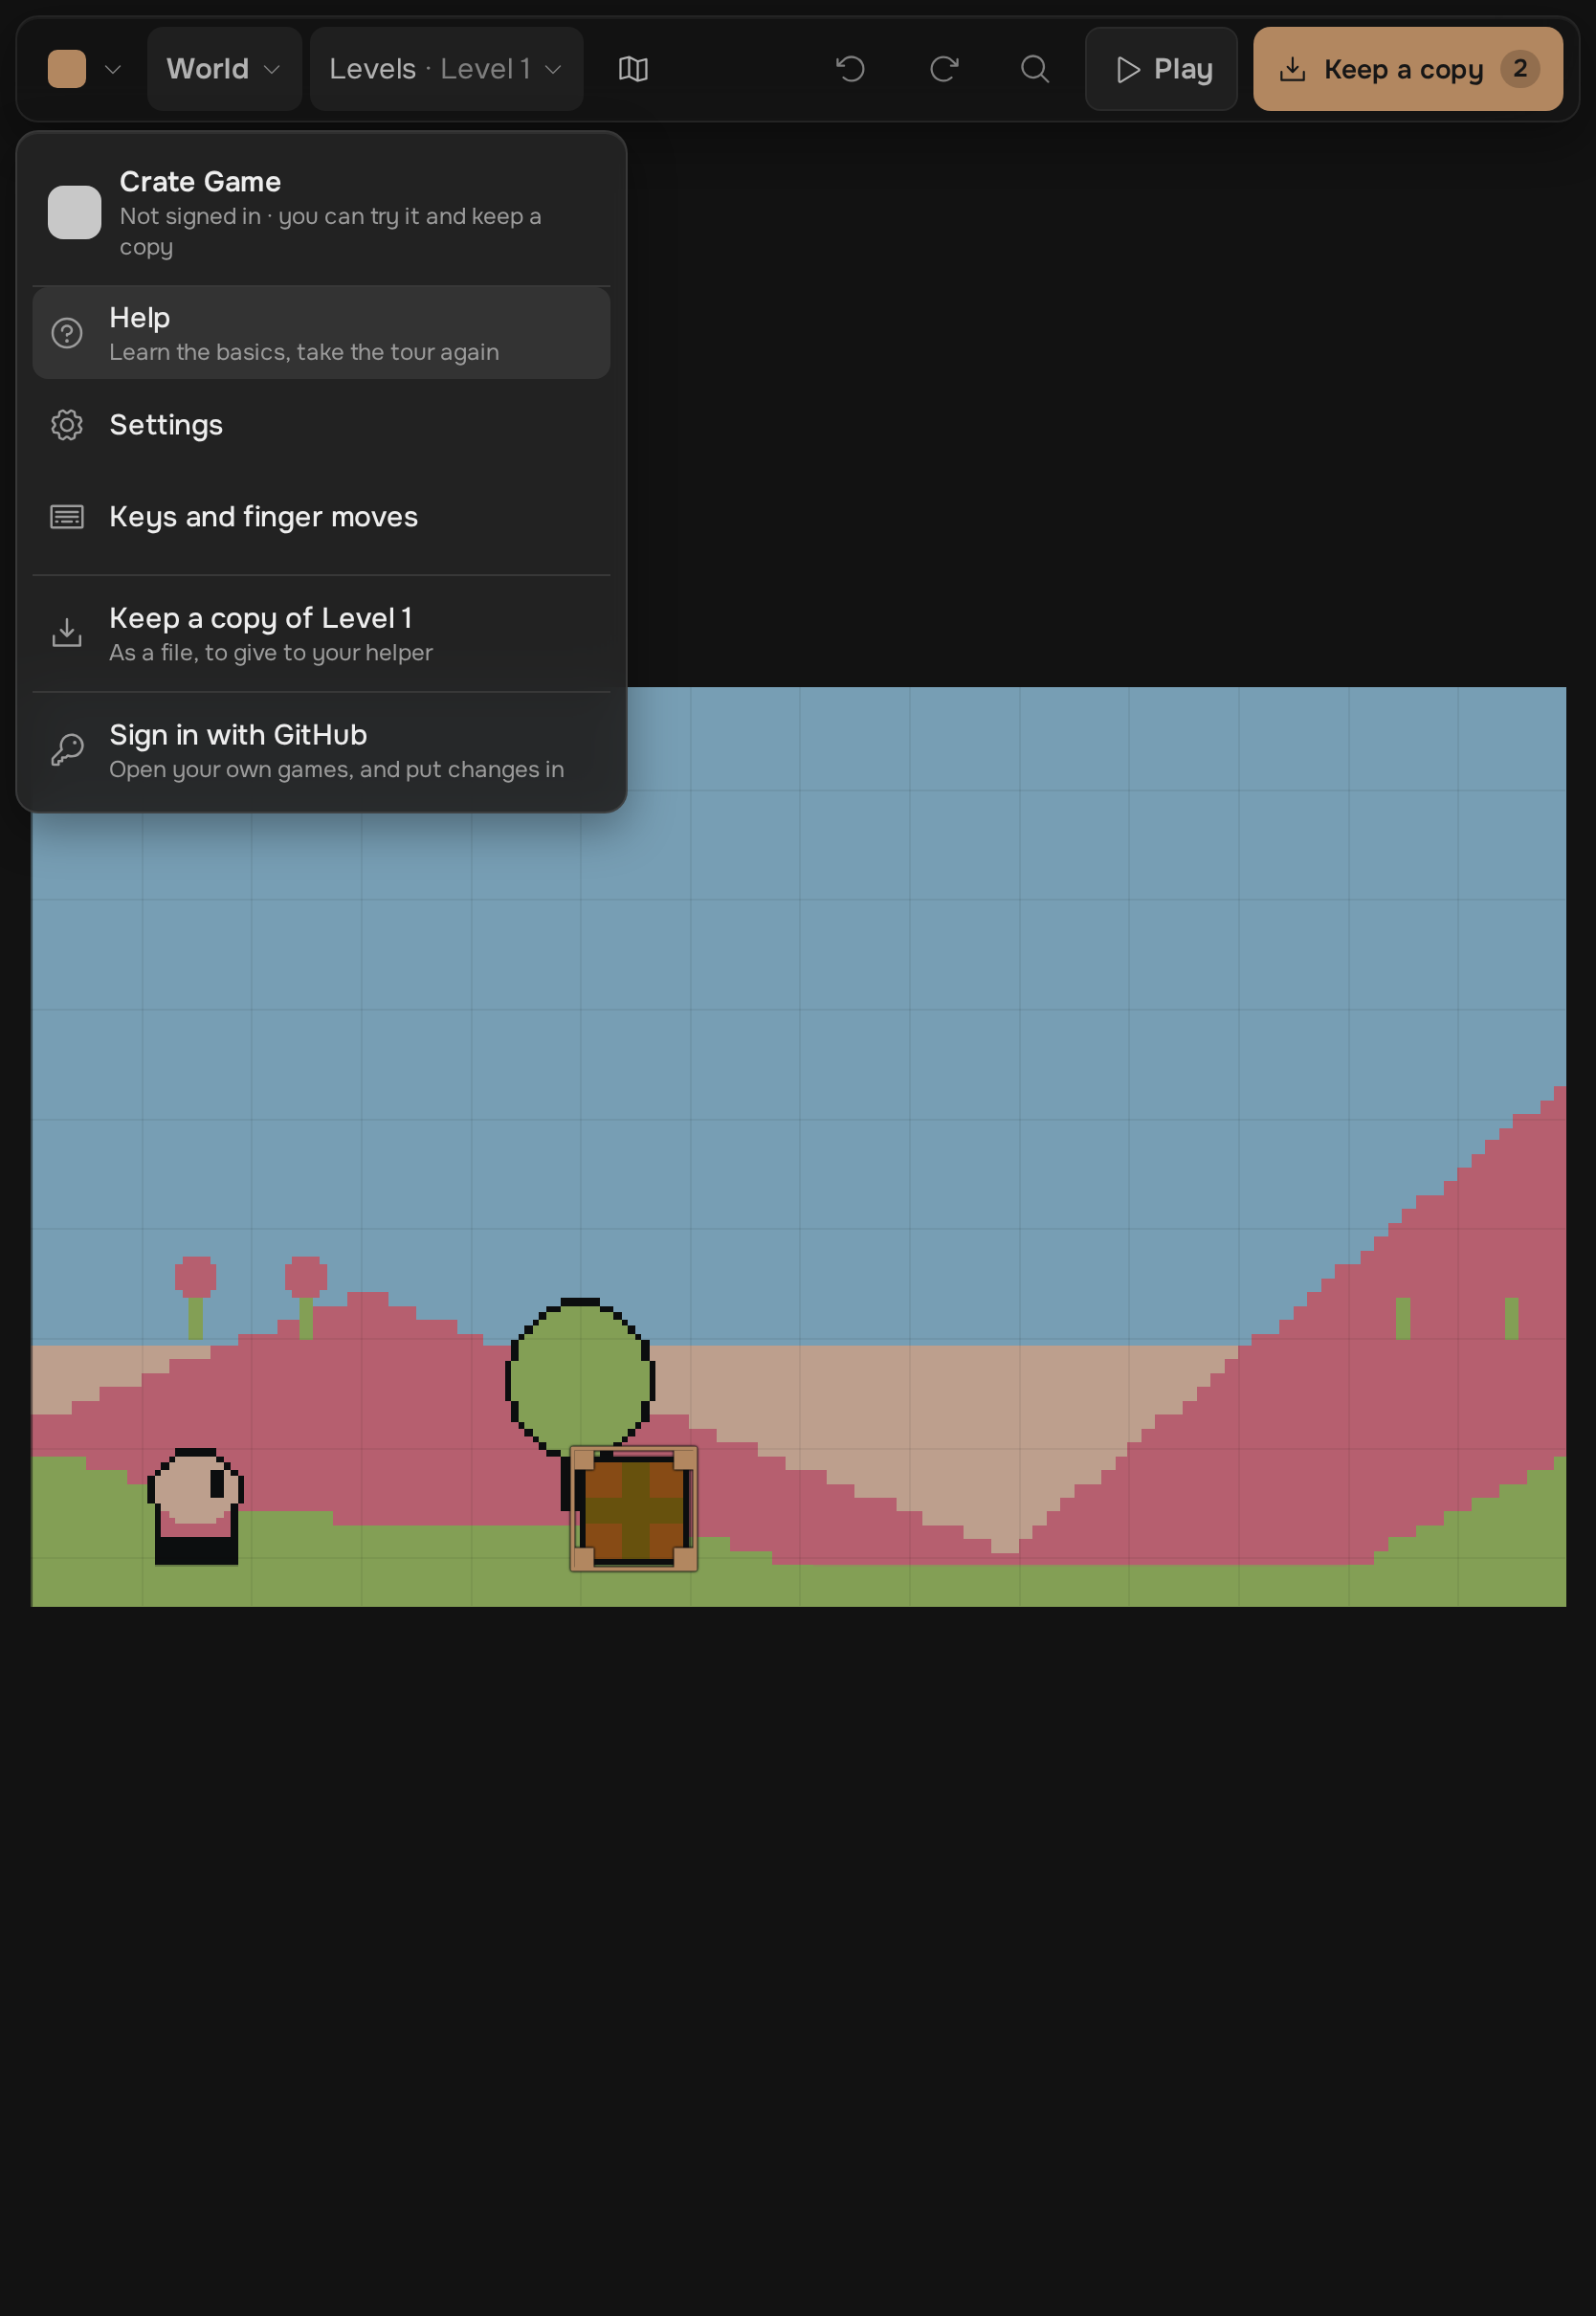 World
Levels · Level 1
Play
Keep a copy 2
Crate Game
Not signed in · you can try it and keep a
copy
Help
Learn the basics, take the tour again
Settings
Keys and finger moves
Keep a copy of Level 1
As a file, to give to your helper
Sign in with GitHub
Open your own games, and put changes in